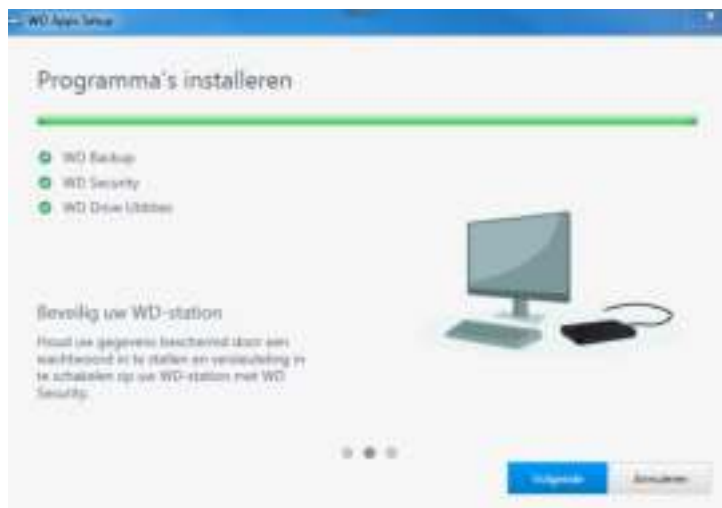 WD Apps Setup
Programma's installeren
WD Backup
WD Security
WD Drive Utilities
Beveilig uw WD-station
Houd uw gegevens beschermd door een
wachtwoord in te stellen en versleuteling in
te schakelen op uw WD-station met WD
Security.
Volgende
Annuleren